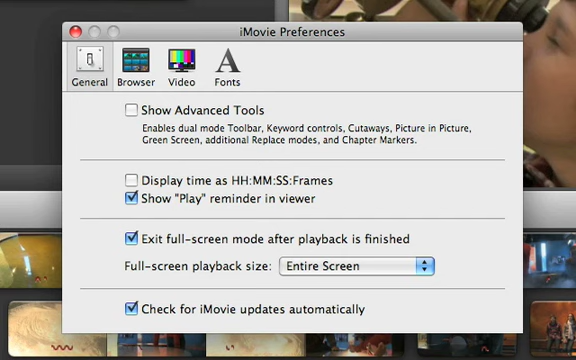 iMovie Preferences
General
Browser
Video
A
Fonts
Show Advanced Tools
Enables dual mode Toolbar, Keyword controls, Cutaways, Picture in Picture,
Green Screen, additional Replace modes, and Chapter Markers.
Display time as HH:MM:SS:Frames
Show "Play" reminder in viewer
Exit full-screen mode after playback is finished
Full-screen playback size: Entire Screen
Check for iMovie updates automatically